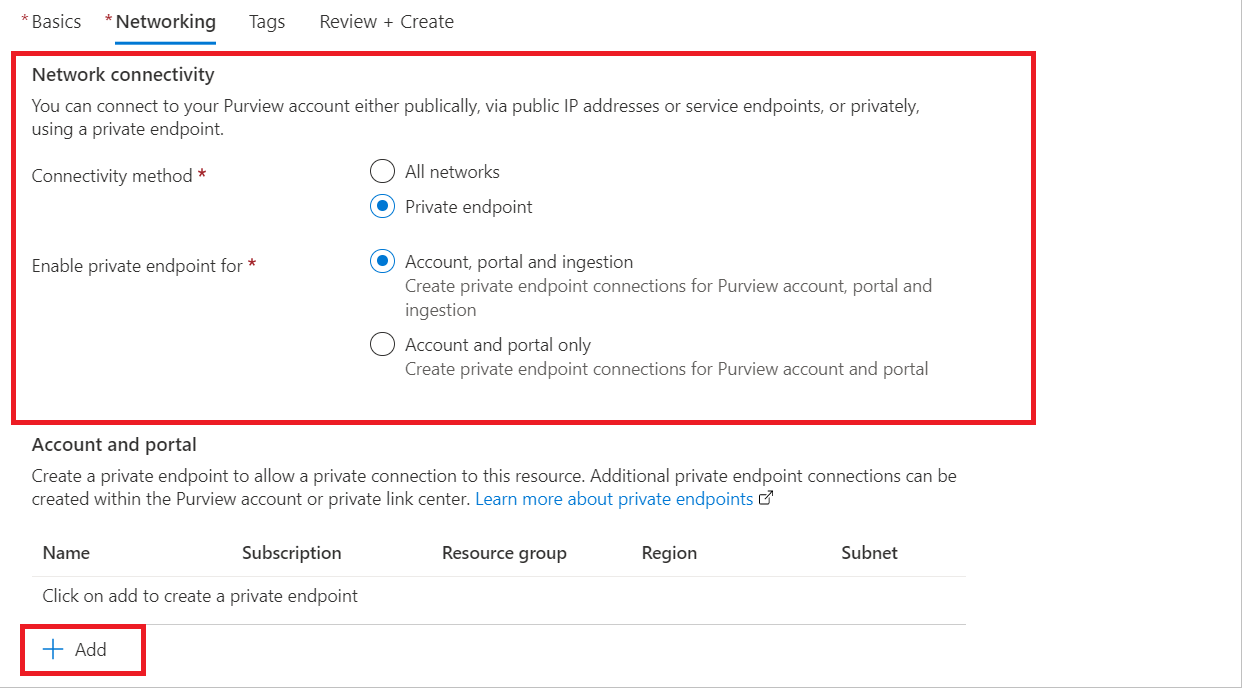 * Basics * Networking Tags Review + Create
Network connectivity
You can connect to your Purview account either publically, via public IP addresses or service endpoints, or privately,
using a private endpoint.
Connectivity method *
All networks
Private endpoint
Enable private endpoint for *
Account, portal and ingestion
Create private endpoint connections for Purview account, portal and
ingestion
Account and portal only
Create private endpoint connections for Purview account and portal
Account and portal
Create a private endpoint to allow a private connection to this resource. Additional private endpoint connections can be
created within the Purview account or private link center. Learn more about private endpoints
Name Subscription Resource group Region Subnet
Click on add to create a private endpoint
+ Add